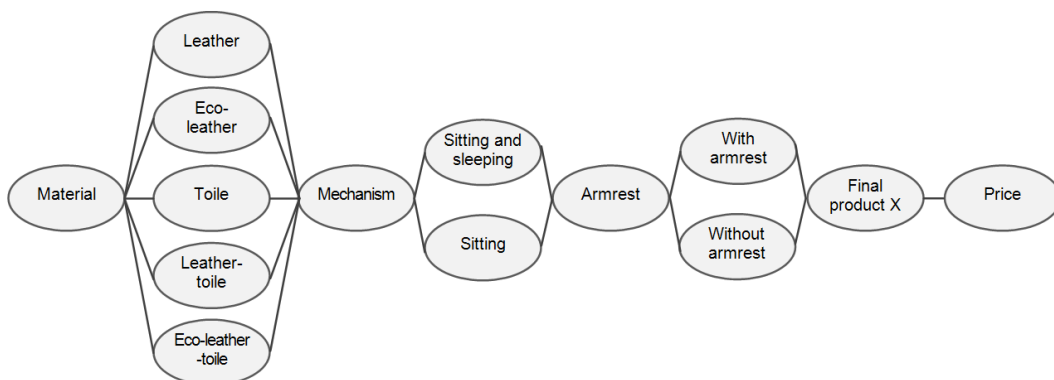 Material
Leather
Eco-
leather
Toile
Leather-
toile
Eco-leather
-toile
Mechanism
Sitting and
sleeping
Sitting
Armrest
With
armrest
Without
armrest
Final
product X
Price